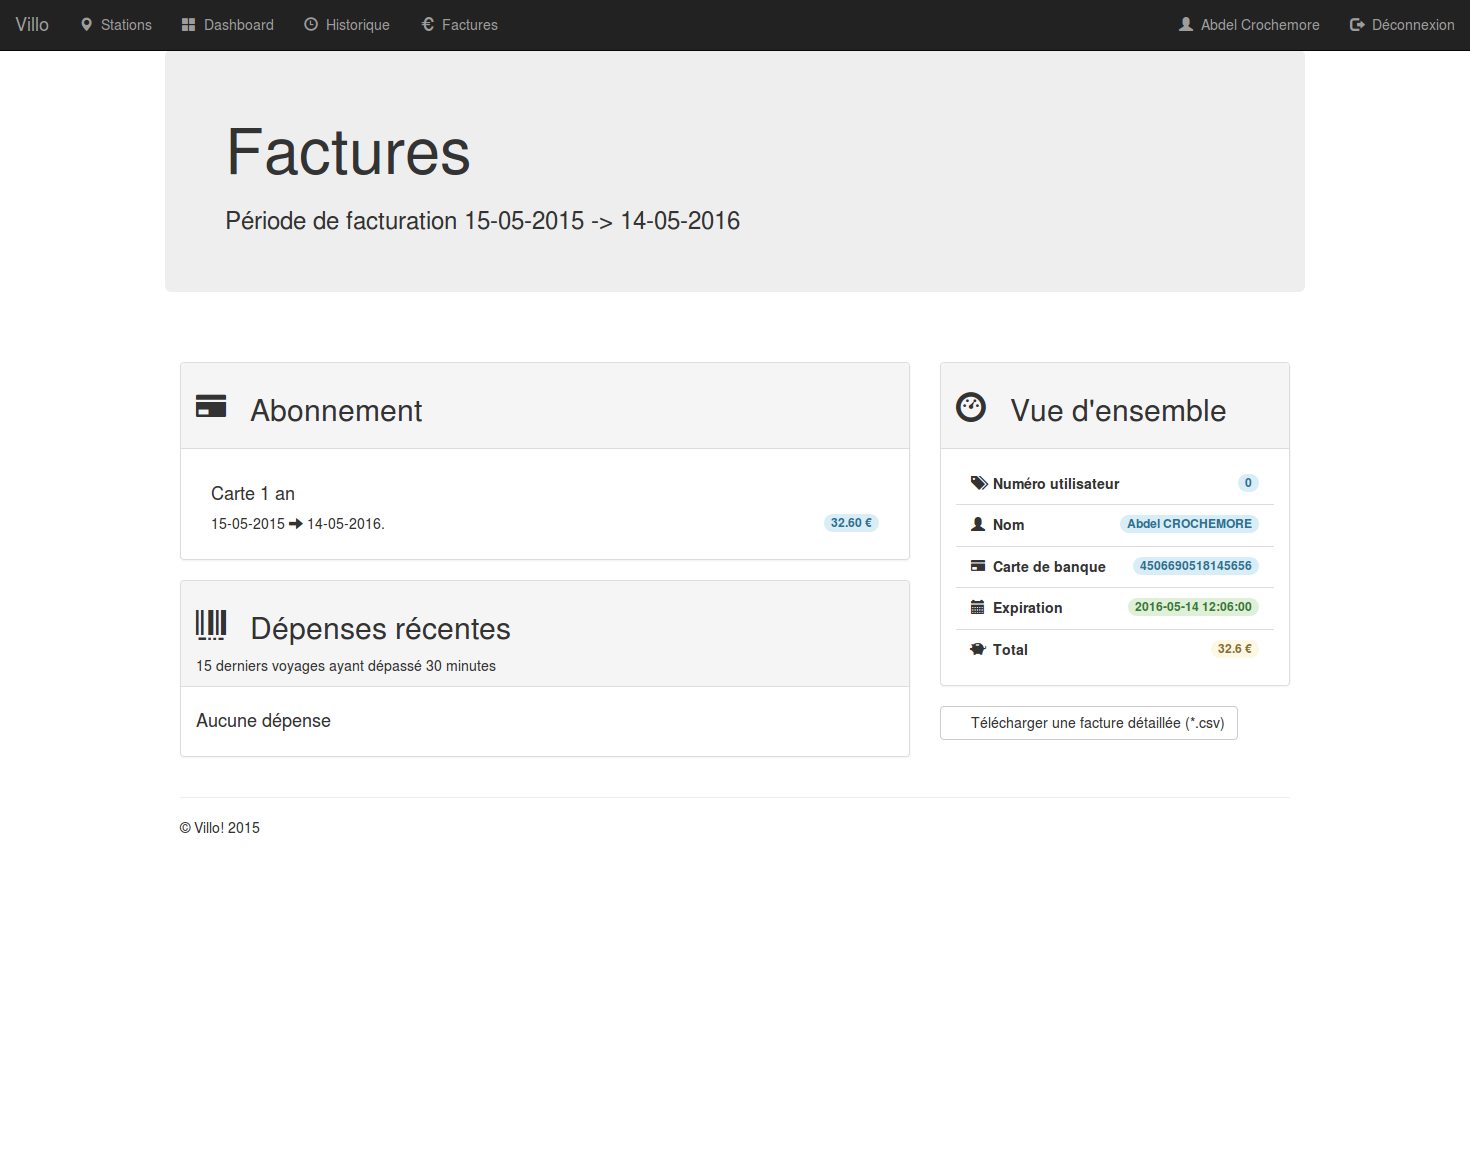 Villo Stations Dashboard Historique Factures Abdel Crochemore Déconnexion
Factures
Période de facturation 15-05-2015 -> 14-05-2016
Abonnement
Carte 1 an
15-05-2015 ➔ 14-05-2016. 32.60 €
Dépenses récentes
15 derniers voyages ayant dépassé 30 minutes
Aucune dépense
Vue d'ensemble
Numéro utilisateur 0
Nom Abdel CROCHEMORE
Carte de banque 4506690518145656
Expiration 2016-05-14 12:06:00
Total 32.6 €
Télécharger une facture détaillée (*.csv)
© Villo! 2015